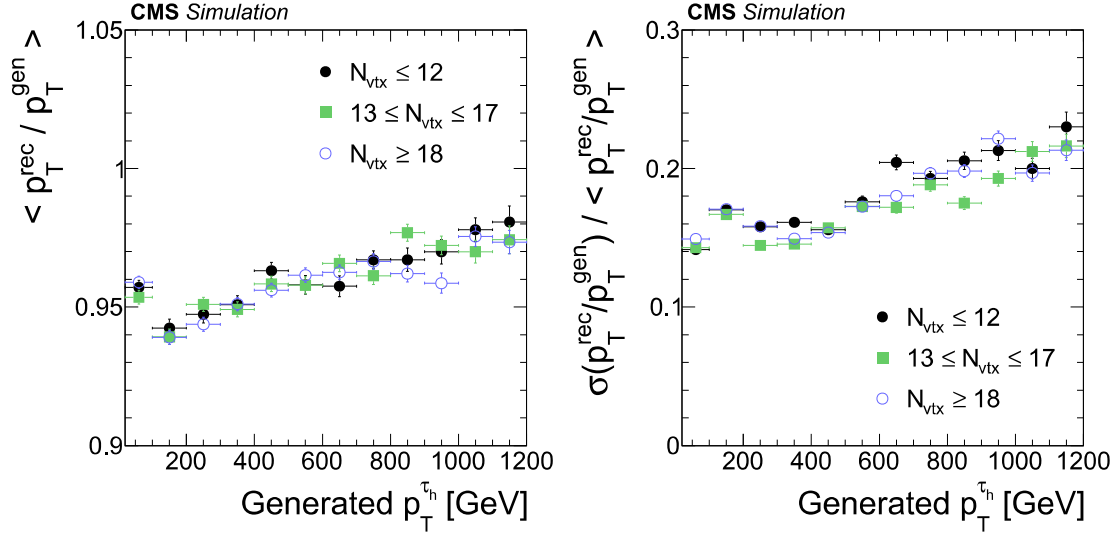 CMS Simulation
< p_T^rec / p_T^gen >
1.05
1
0.95
0.9
N_vtx ≤ 12
13 ≤ N_vtx ≤ 17
N_vtx ≥ 18
200 400 600 800 1000 1200
Generated p_T^τ_h [GeV]
CMS Simulation
σ(p_T^rec/p_T^gen) / < p_T^rec/p_T^gen >
0.3
0.2
0.1
0
N_vtx ≤ 12
13 ≤ N_vtx ≤ 17
N_vtx ≥ 18
200 400 600 800 1000 1200
Generated p_T^τ_h [GeV]